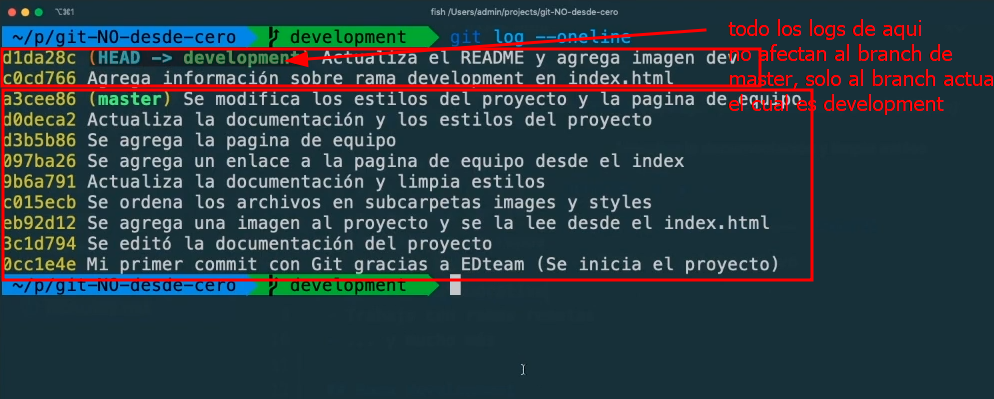 ⌥⌘1
fish /Users/admin/projects/git-NO-desde-cero
~/p/git-NO-desde-cero development git log --oneline
d1da28c (HEAD -> development) Actualiza el README y agrega imagen dev
c0cd766 Agrega información sobre rama development en index.html
a3cee86 (master) Se modifica los estilos del proyecto y la pagina de equipo
d0deca2 Actualiza la documentación y los estilos del proyecto
d3b5b86 Se agrega la pagina de equipo
097ba26 Se agrega un enlace a la pagina de equipo desde el index
9b6a791 Actualiza la documentación y limpia estilos
c015ecb Se ordena los archivos en subcarpetas images y styles
eb92d12 Se agrega una imagen al proyecto y se la lee desde el index.html
3c1d794 Se editó la documentación del proyecto
0cc1e4e Mi primer commit con Git gracias a EDteam (Se inicia el proyecto)
~/p/git-NO-desde-cero development
todo los logs de aqui
no afectan al branch de
master, solo al branch actua
el cual es development